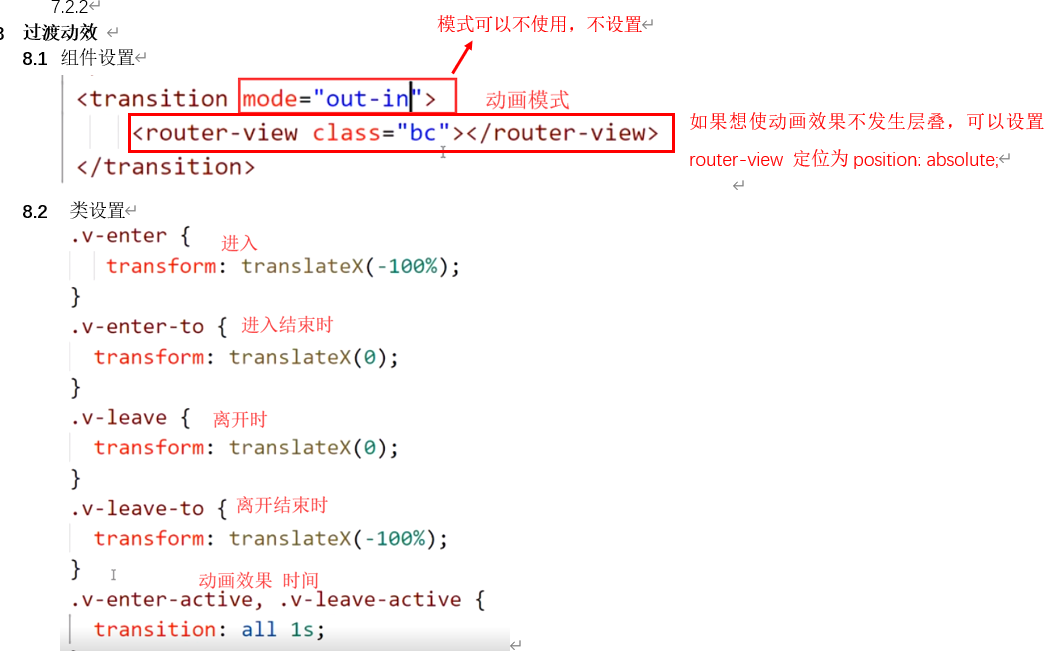 7.2.2
8 过渡动效
模式可以不使用，不设置
8.1 组件设置
<transition mode="out-in"> 动画模式
<router-view class="bc"></router-view>
如果想使动画效果不发生层叠，可以设置
router-view 定位为 position: absolute;
</transition>
8.2 类设置
.v-enter { 进入
transform: translateX(-100%);
}
.v-enter-to { 进入结束时
transform: translateX(0);
}
.v-leave { 离开时
transform: translateX(0);
}
.v-leave-to { 离开结束时
transform: translateX(-100%);
}
动画效果 时间
.v-enter-active, .v-leave-active {
transition: all 1s;